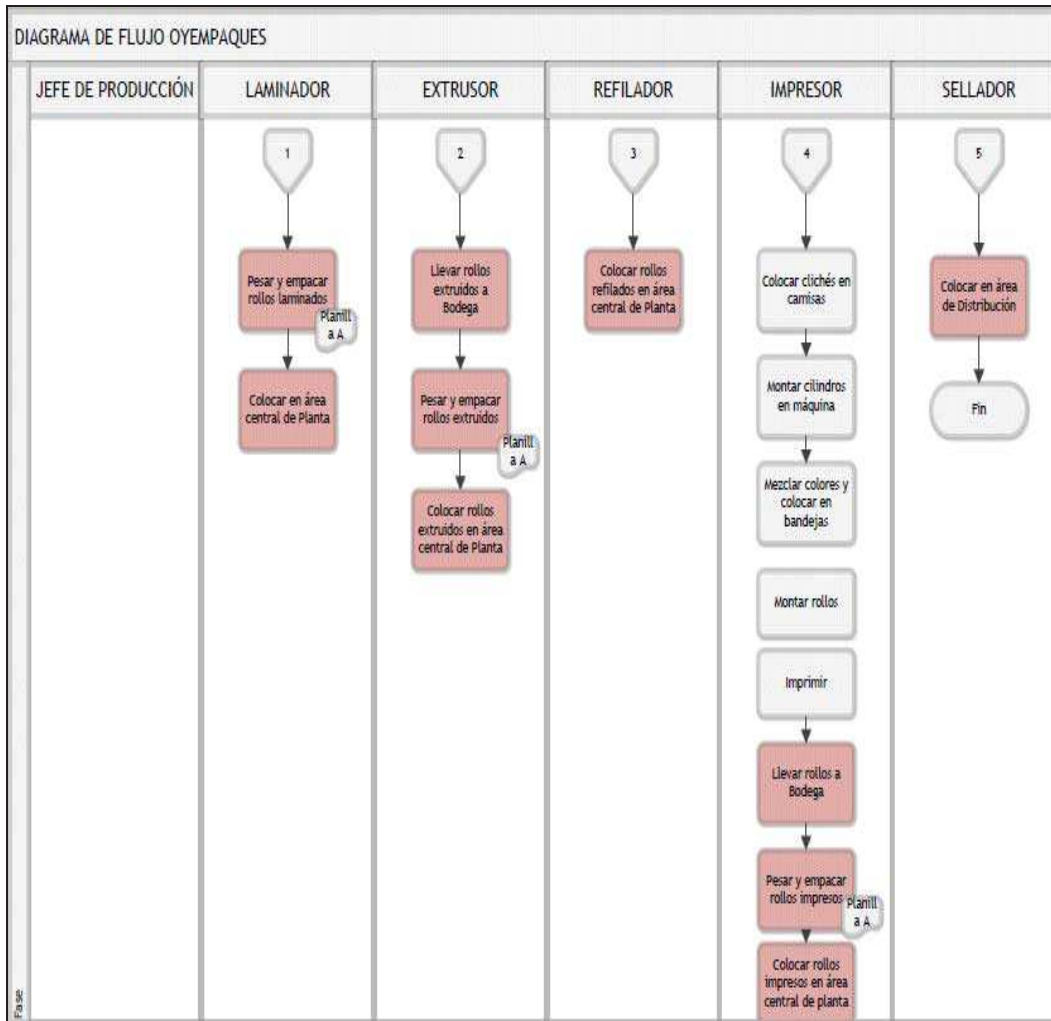 DIAGRAMA DE FLUJO OYEMPAQUES
JEFE DE PRODUCCIÓN
LAMINADOR
EXTRUSOR
REFILADOR
IMPRESOR
SELLADOR
1
Pesar y empacar
rollos laminados
Planill
a A
Colocar en área
central de Planta
2
Llevar rollos
extruidos a
Bodega
Pesar y empacar
rollos extruidos
Planill
a A
Colocar rollos
extruidos en área
central de Planta
3
Colocar rollos
refilados en área
central de Planta
4
Colocar clichés en
camisas
Montar cilindros
en máquina
Mezclar colores y
colocar en
bandejas
Montar rollos
Imprimir
Llevar rollos a
Bodega
Pesar y empacar
rollos impresos
Planill
a A
Colocar rollos
impresos en área
central de planta
5
Colocar en área
de Distribución
Fin
Fase